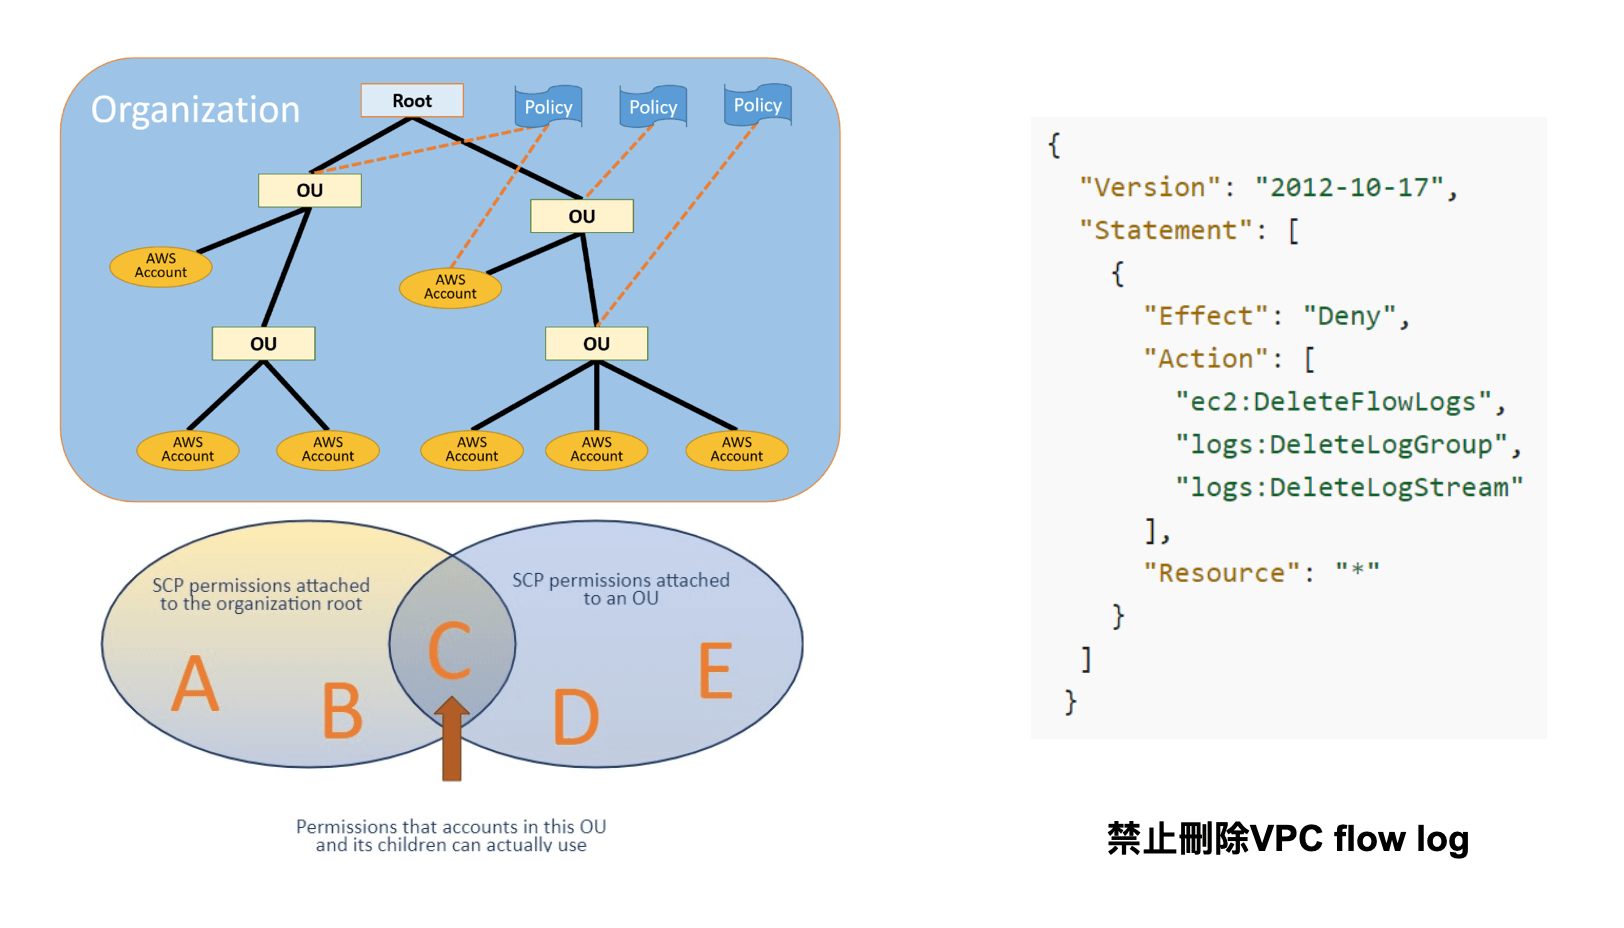 Organization
Root
Policy
Policy
Policy
OU
OU
AWS
Account
AWS
Account
OU
OU
AWS
Account
AWS
Account
AWS
Account
AWS
Account
AWS
Account
SCP permissions attached
to the organization root
SCP permissions attached
to an OU
A
B
C
D
E
Permissions that accounts in this OU
and its children can actually use
{
"Version": "2012-10-17",
"Statement": [
{
"Effect": "Deny",
"Action": [
"ec2:DeleteFlowLogs",
"logs:DeleteLogGroup",
"logs:DeleteLogStream"
],
"Resource": "*"
}
]
}
禁止刪除VPC flow log